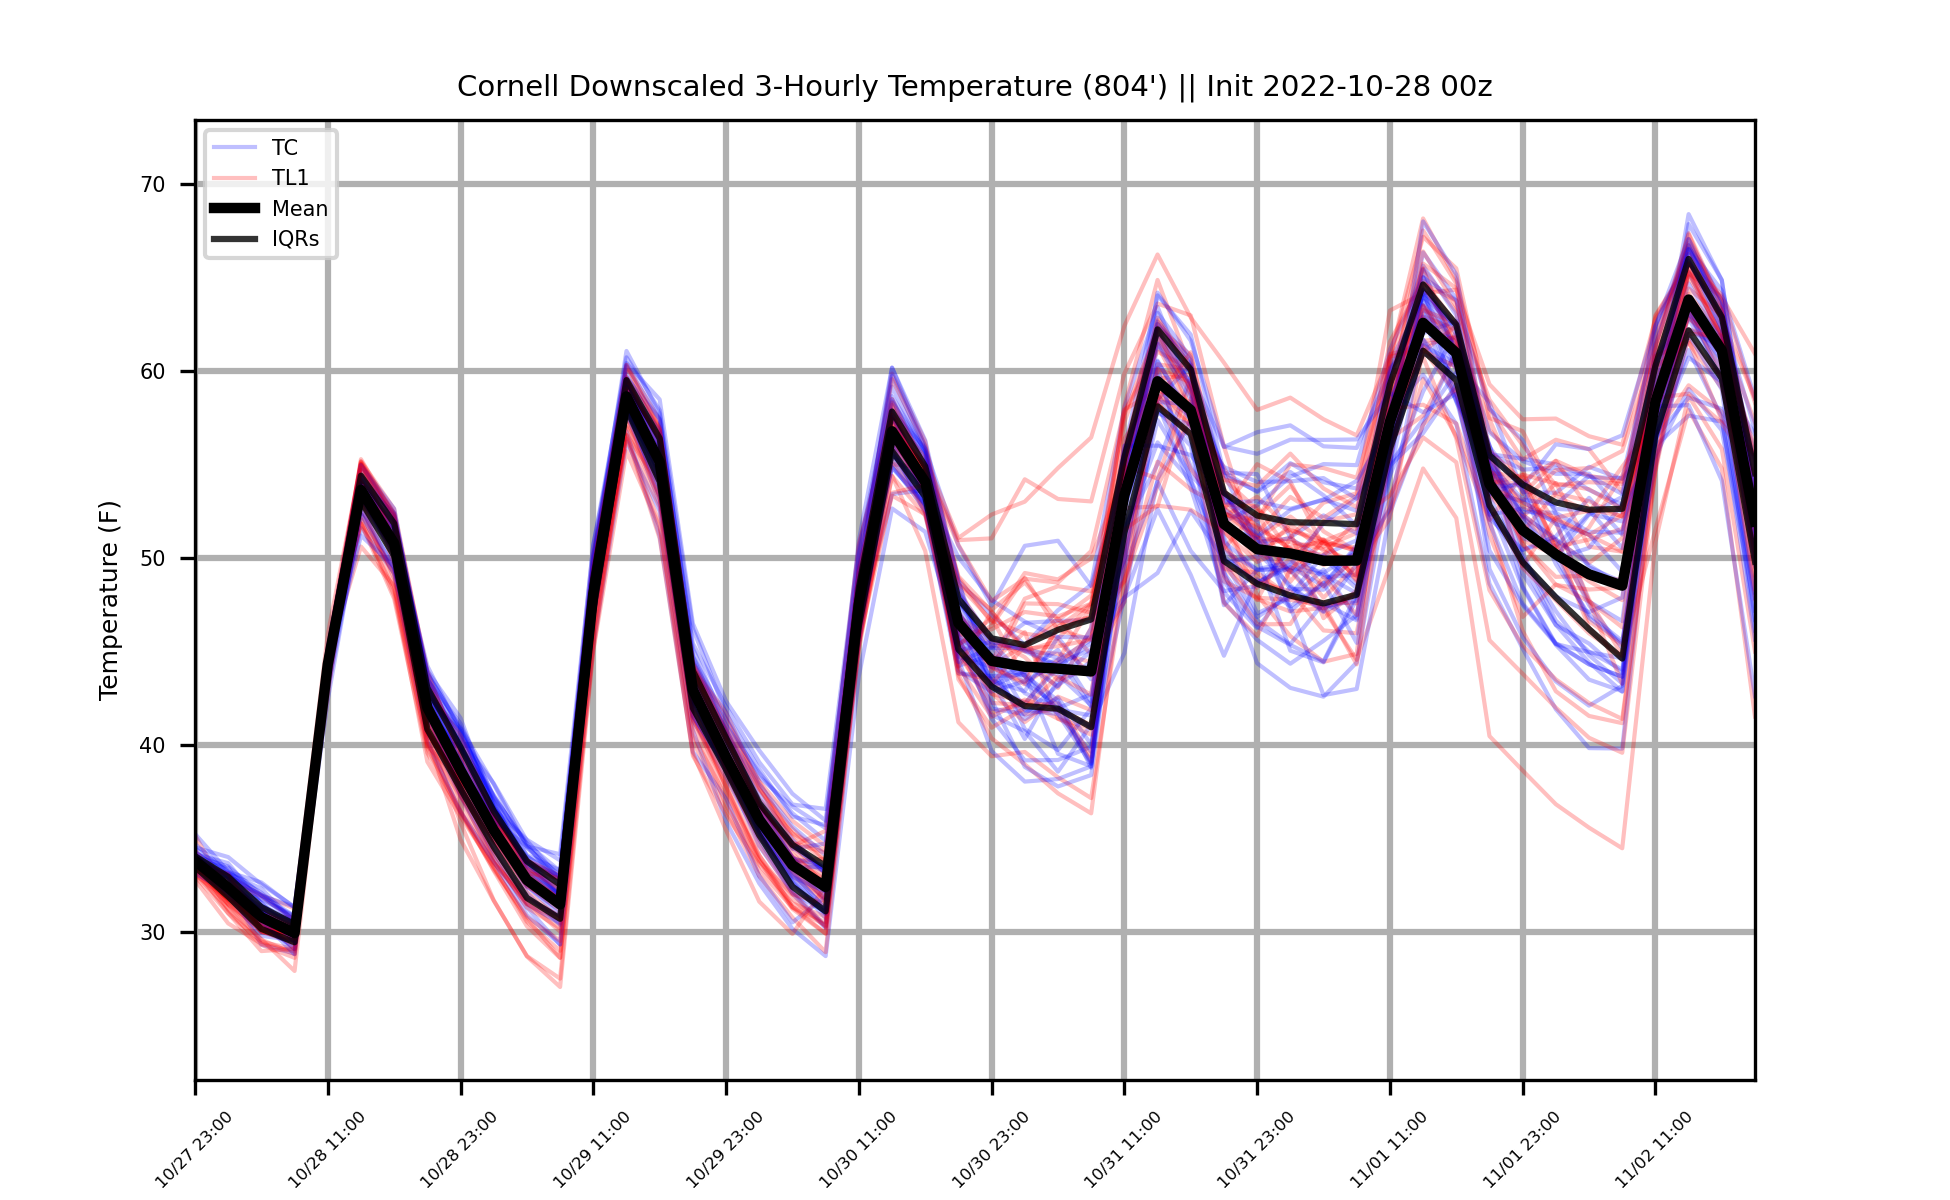 Cornell Downscaled 3-Hourly Temperature (804') || Init 2022-10-28 00z
TC
TL1
Mean
IQRs
Temperature (F)
70
60
50
40
30
10/27 23:00
10/28 11:00
10/28 23:00
10/29 11:00
10/29 23:00
10/30 11:00
10/30 23:00
10/31 11:00
10/31 23:00
11/01 11:00
11/01 23:00
11/02 11:00